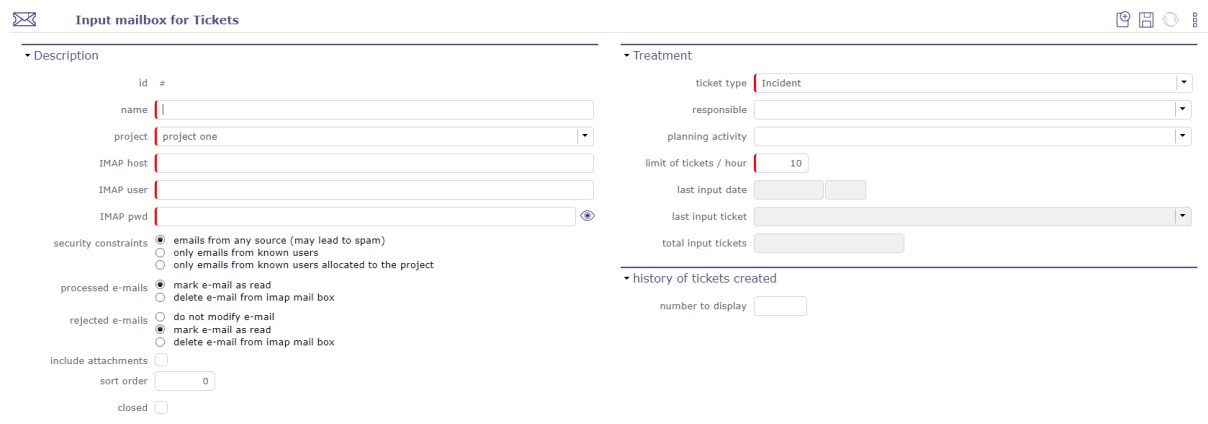 Input mailbox for Tickets
Description
id #
name
project project one
IMAP host
IMAP user
IMAP pwd
security constraints emails from any source (may lead to spam)
only emails from known users
only emails from known users allocated to the project
processed e-mails mark e-mail as read
delete e-mail from imap mail box
rejected e-mails do not modify e-mail
mark e-mail as read
delete e-mail from imap mail box
include attachments
sort order 0
closed
Treatment
ticket type Incident
responsible
planning activity
limit of tickets / hour 10
last input date
last input ticket
total input tickets
history of tickets created
number to display